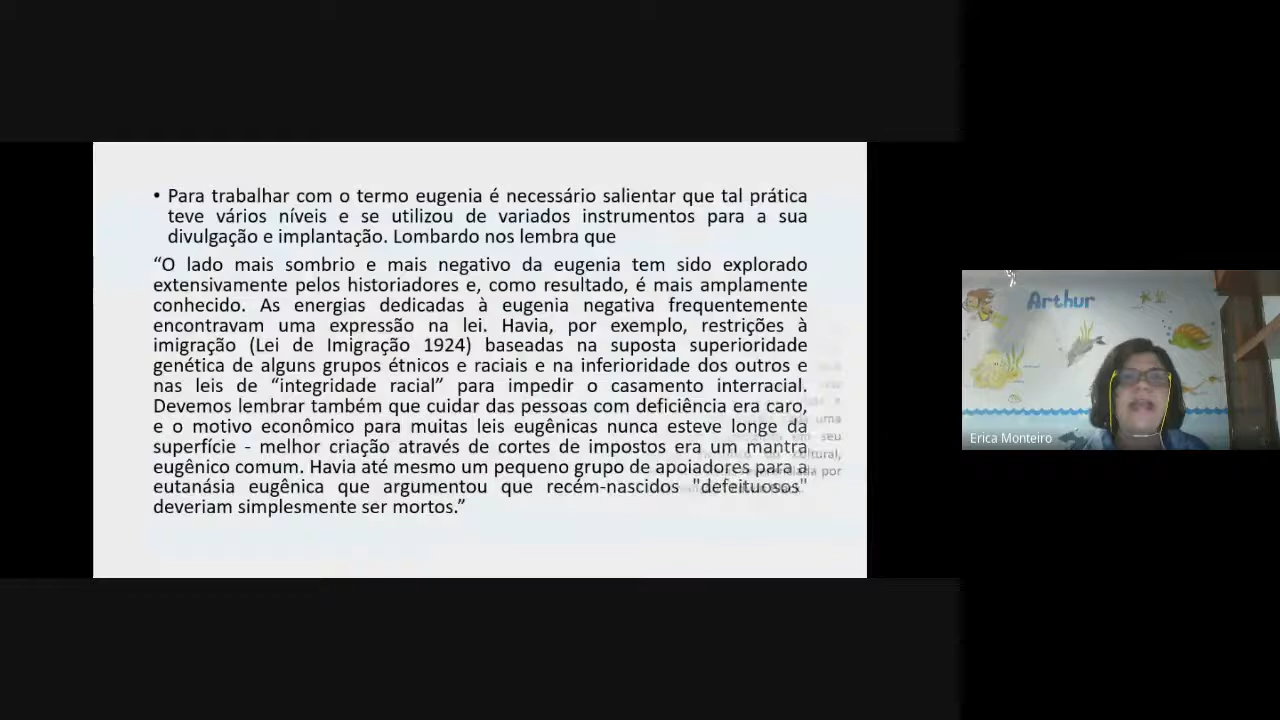 • Para trabalhar com o termo eugenia é necessário salientar que tal prática
teve vários níveis e se utilizou de variados instrumentos para a sua
divulgação e implantação. Lombardo nos lembra que
“O lado mais sombrio e mais negativo da eugenia tem sido explorado
extensivamente pelos historiadores e, como resultado, é mais amplamente
conhecido. As energias dedicadas à eugenia negativa frequentemente
encontravam uma expressão na lei. Havia, por exemplo, restrições à
imigração (Lei de Imigração 1924) baseadas na suposta superioridade
genética de alguns grupos étnicos e raciais e na inferioridade dos outros e
nas leis de “integridade racial” para impedir o casamento interracial.
Devemos lembrar também que cuidar das pessoas com deficiência era caro,
e o motivo econômico para muitas leis eugênicas nunca esteve longe da
superfície - melhor criação através de cortes de impostos era um mantra
eugênico comum. Havia até mesmo um pequeno grupo de apoiadores para a
eutanásia eugênica que argumentou que recém-nascidos "defeituosos"
deveriam simplesmente ser mortos.”
uma
em seu
por
Arthur
Erica Monteiro